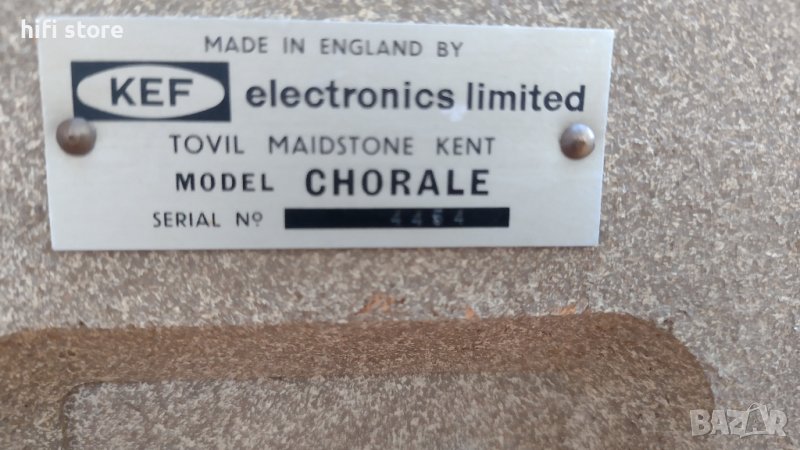 hifi store
MADE IN ENGLAND BY
KEF electronics limited
TOVIL MAIDSTONE KENT
MODEL CHORALE
SERIAL Nº 4464
BAZAR